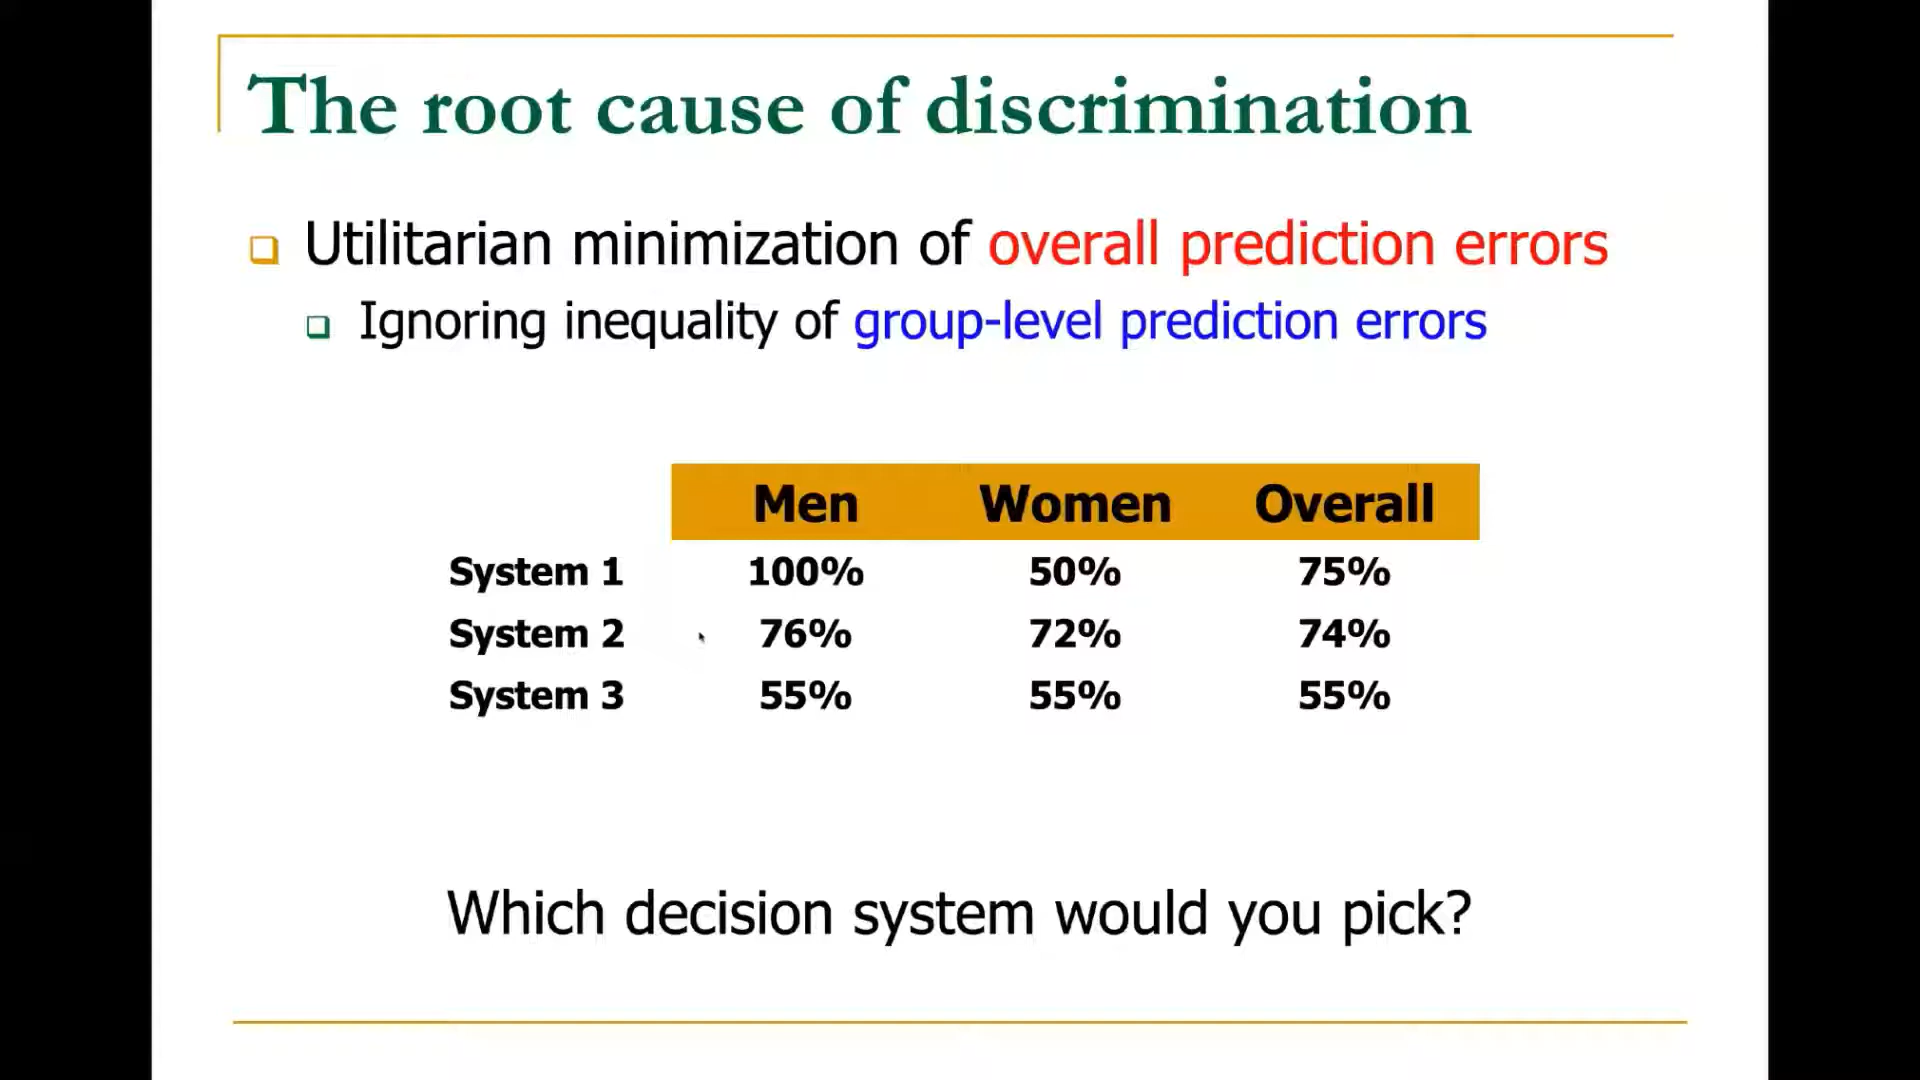 The root cause of discrimination
Utilitarian minimization of overall prediction errors
Ignoring inequality of group-level prediction errors
Men Women Overall
System 1 100% 50% 75%
System 2 76% 72% 74%
System 3 55% 55% 55%
Which decision system would you pick?